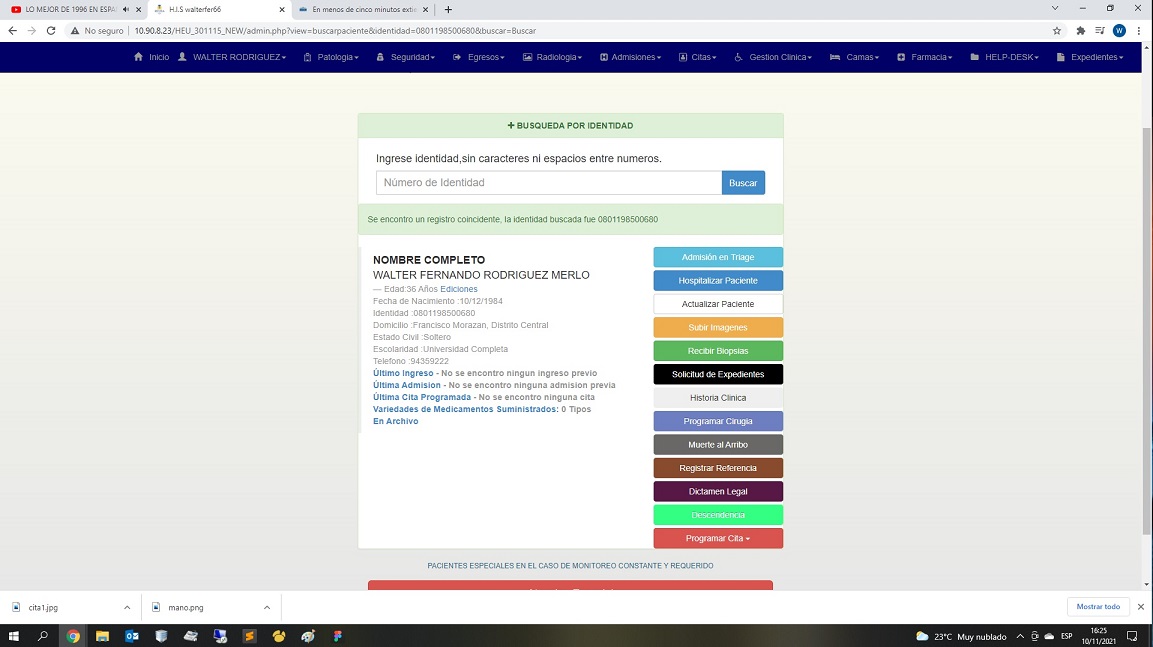 LO MEJOR DE 1996 EN ESPA
H.I.S walterfer66
En menos de cinco minutos exti
No seguro
10.90.8.23/HEU_301115_NEW/admin.php?view=buscarpaciente&identidad=0801198500680&buscar=Buscar
W
Inicio WALTER RODRIGUEZ Patologia Seguridad Egresos Radiologia Admisiones Citas Gestion Clinica Camas Farmacia HELP-DESK Expedientes
+ BUSQUEDA POR IDENTIDAD
Ingrese identidad,sin caracteres ni espacios entre numeros.
Número de Identidad
Buscar
Se encontro un registro coincidente, la identidad buscada fue 0801198500680
NOMBRE COMPLETO
WALTER FERNANDO RODRIGUEZ MERLO
— Edad:36 Años Ediciones
Fecha de Nacimiento :10/12/1984
Identidad :0801198500680
Domicilio :Francisco Morazan, Distrito Central
Estado Civil :Soltero
Escolaridad :Universidad Completa
Telefono :94359222
Último Ingreso - No se encontro ningun ingreso previo
Última Admision - No se encontro ninguna admision previa
Última Cita Programada - No se encontro ninguna cita
Variedades de Medicamentos Suministrados: 0 Tipos
En Archivo
Admisión en Triage
Hospitalizar Paciente
Actualizar Paciente
Subir Imagenes
Recibir Biopsias
Solicitud de Expedientes
Historia Clinica
Programar Cirugia
Muerte al Arribo
Registrar Referencia
Dictamen Legal
Descendencia
Programar Cita
PACIENTES ESPECIALES EN EL CASO DE MONITOREO CONSTANTE Y REQUERIDO
cita1.jpg
mano.png
Mostrar todo
23°C Muy nublado
ESP
16:25
10/11/2021